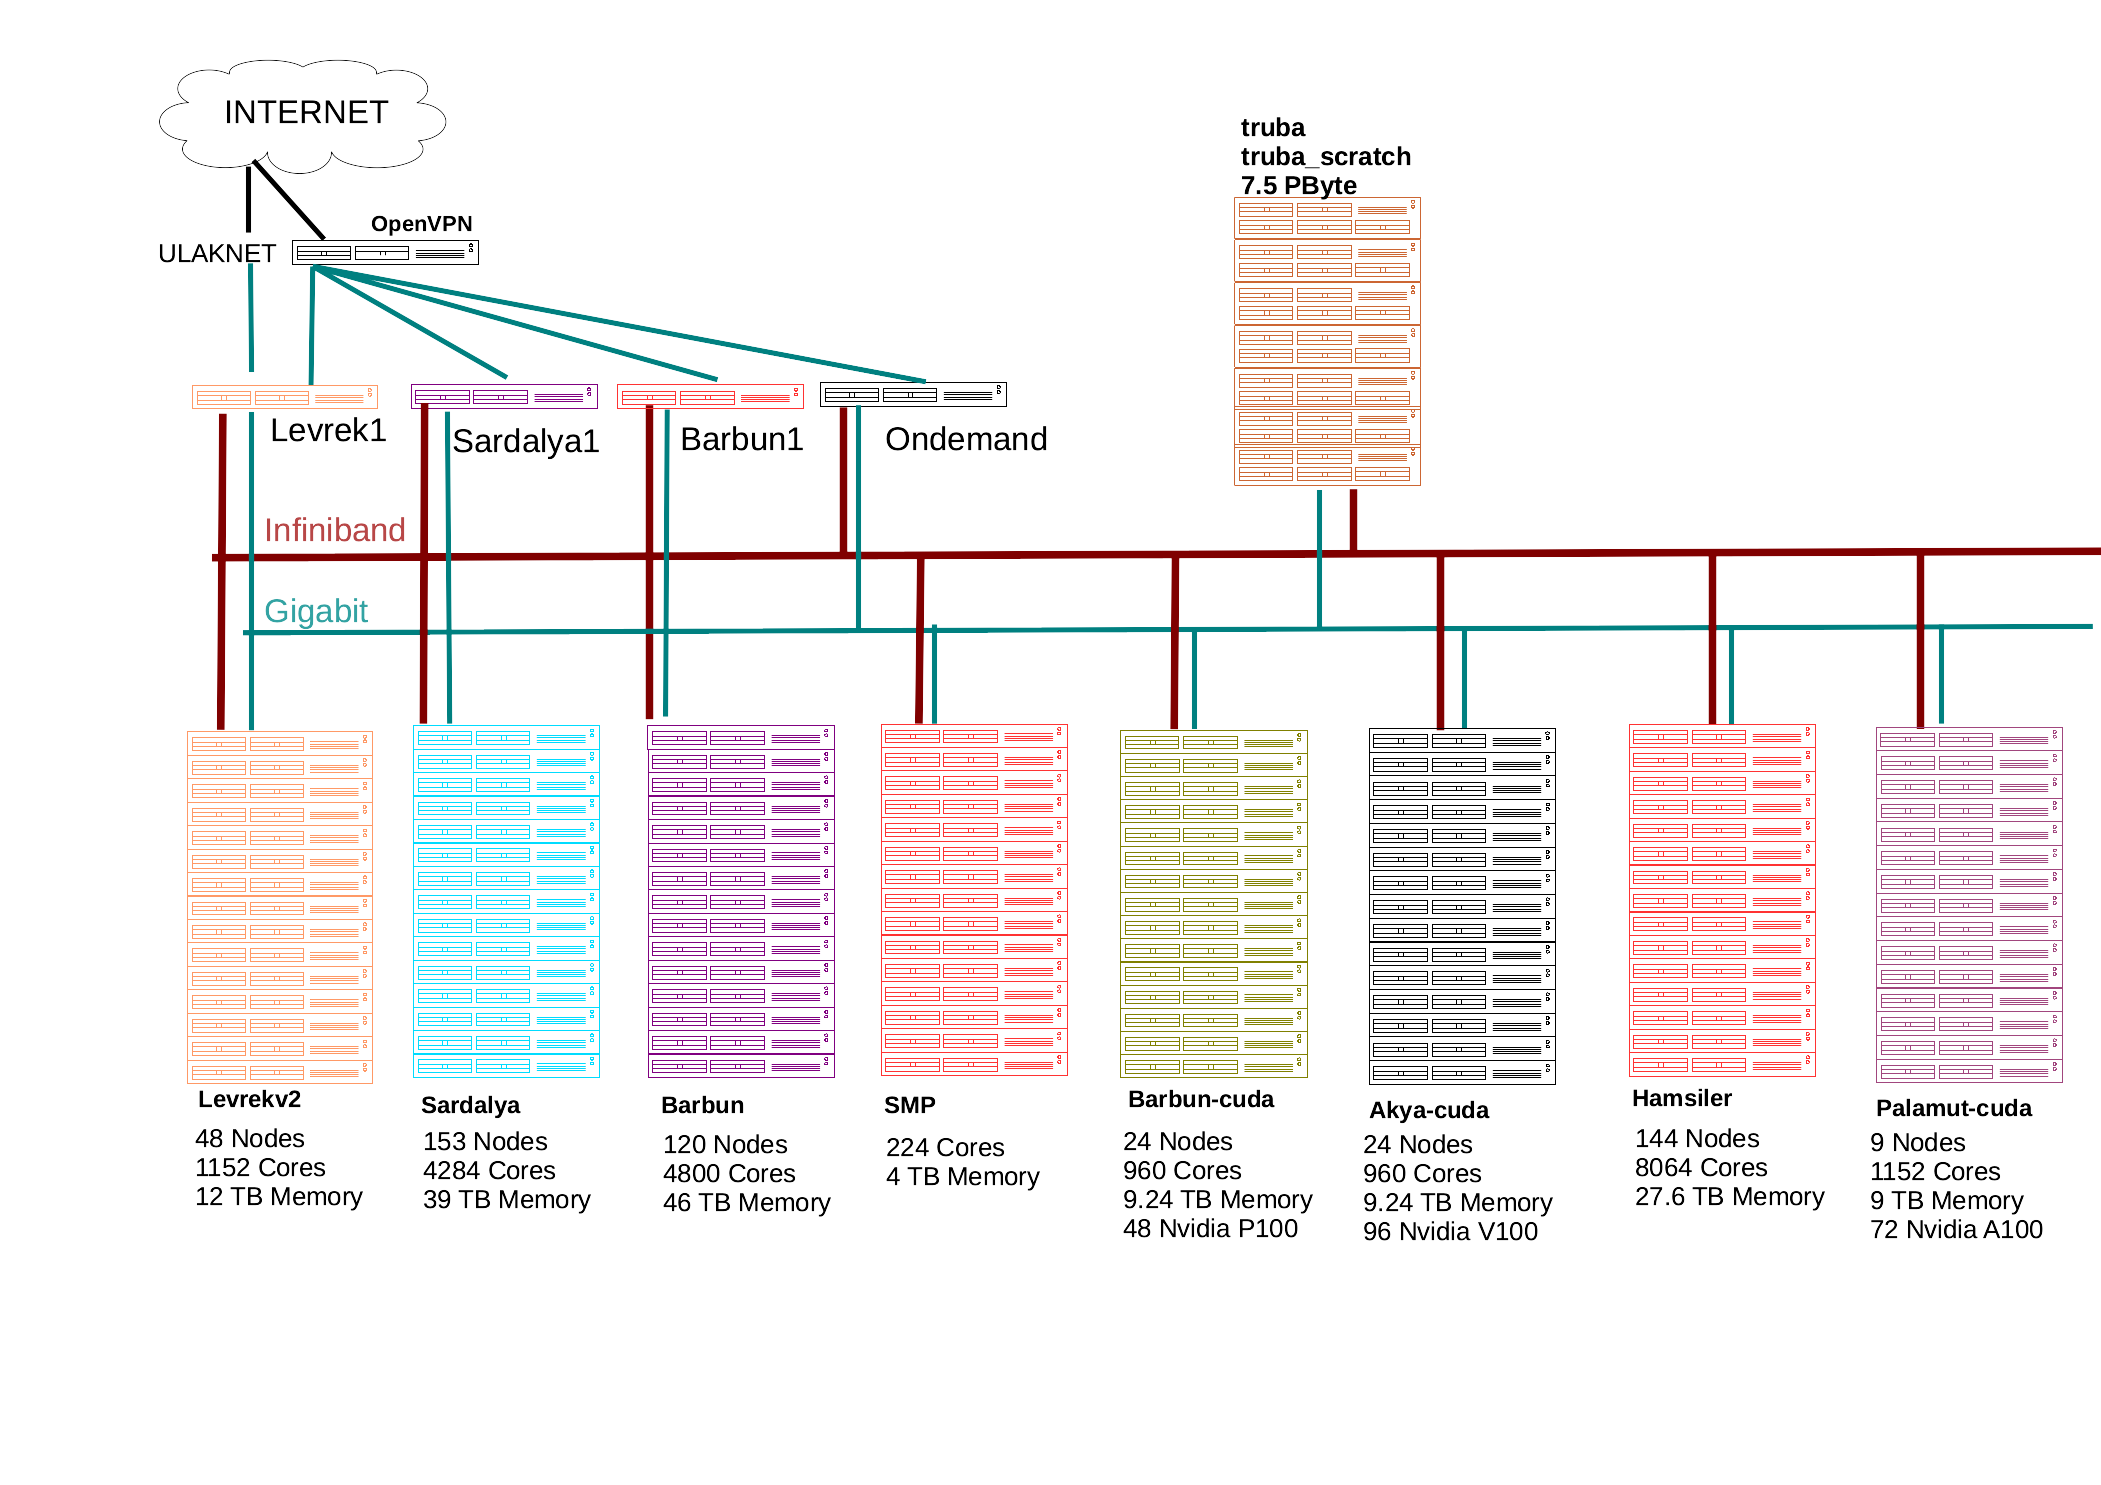 INTERNET
truba
truba_scratch
7.5 PByte
OpenVPN
ULAKNET
Levrek1
Sardalya1
Barbun1
Ondemand
Infiniband
Gigabit
Levrekv2
48 Nodes
1152 Cores
12 TB Memory
Sardalya
153 Nodes
4284 Cores
39 TB Memory
Barbun
120 Nodes
4800 Cores
46 TB Memory
SMP
224 Cores
4 TB Memory
Barbun-cuda
24 Nodes
960 Cores
9.24 TB Memory
48 Nvidia P100
Akya-cuda
24 Nodes
960 Cores
9.24 TB Memory
96 Nvidia V100
Hamsiler
144 Nodes
8064 Cores
27.6 TB Memory
Palamut-cuda
9 Nodes
1152 Cores
9 TB Memory
72 Nvidia A100